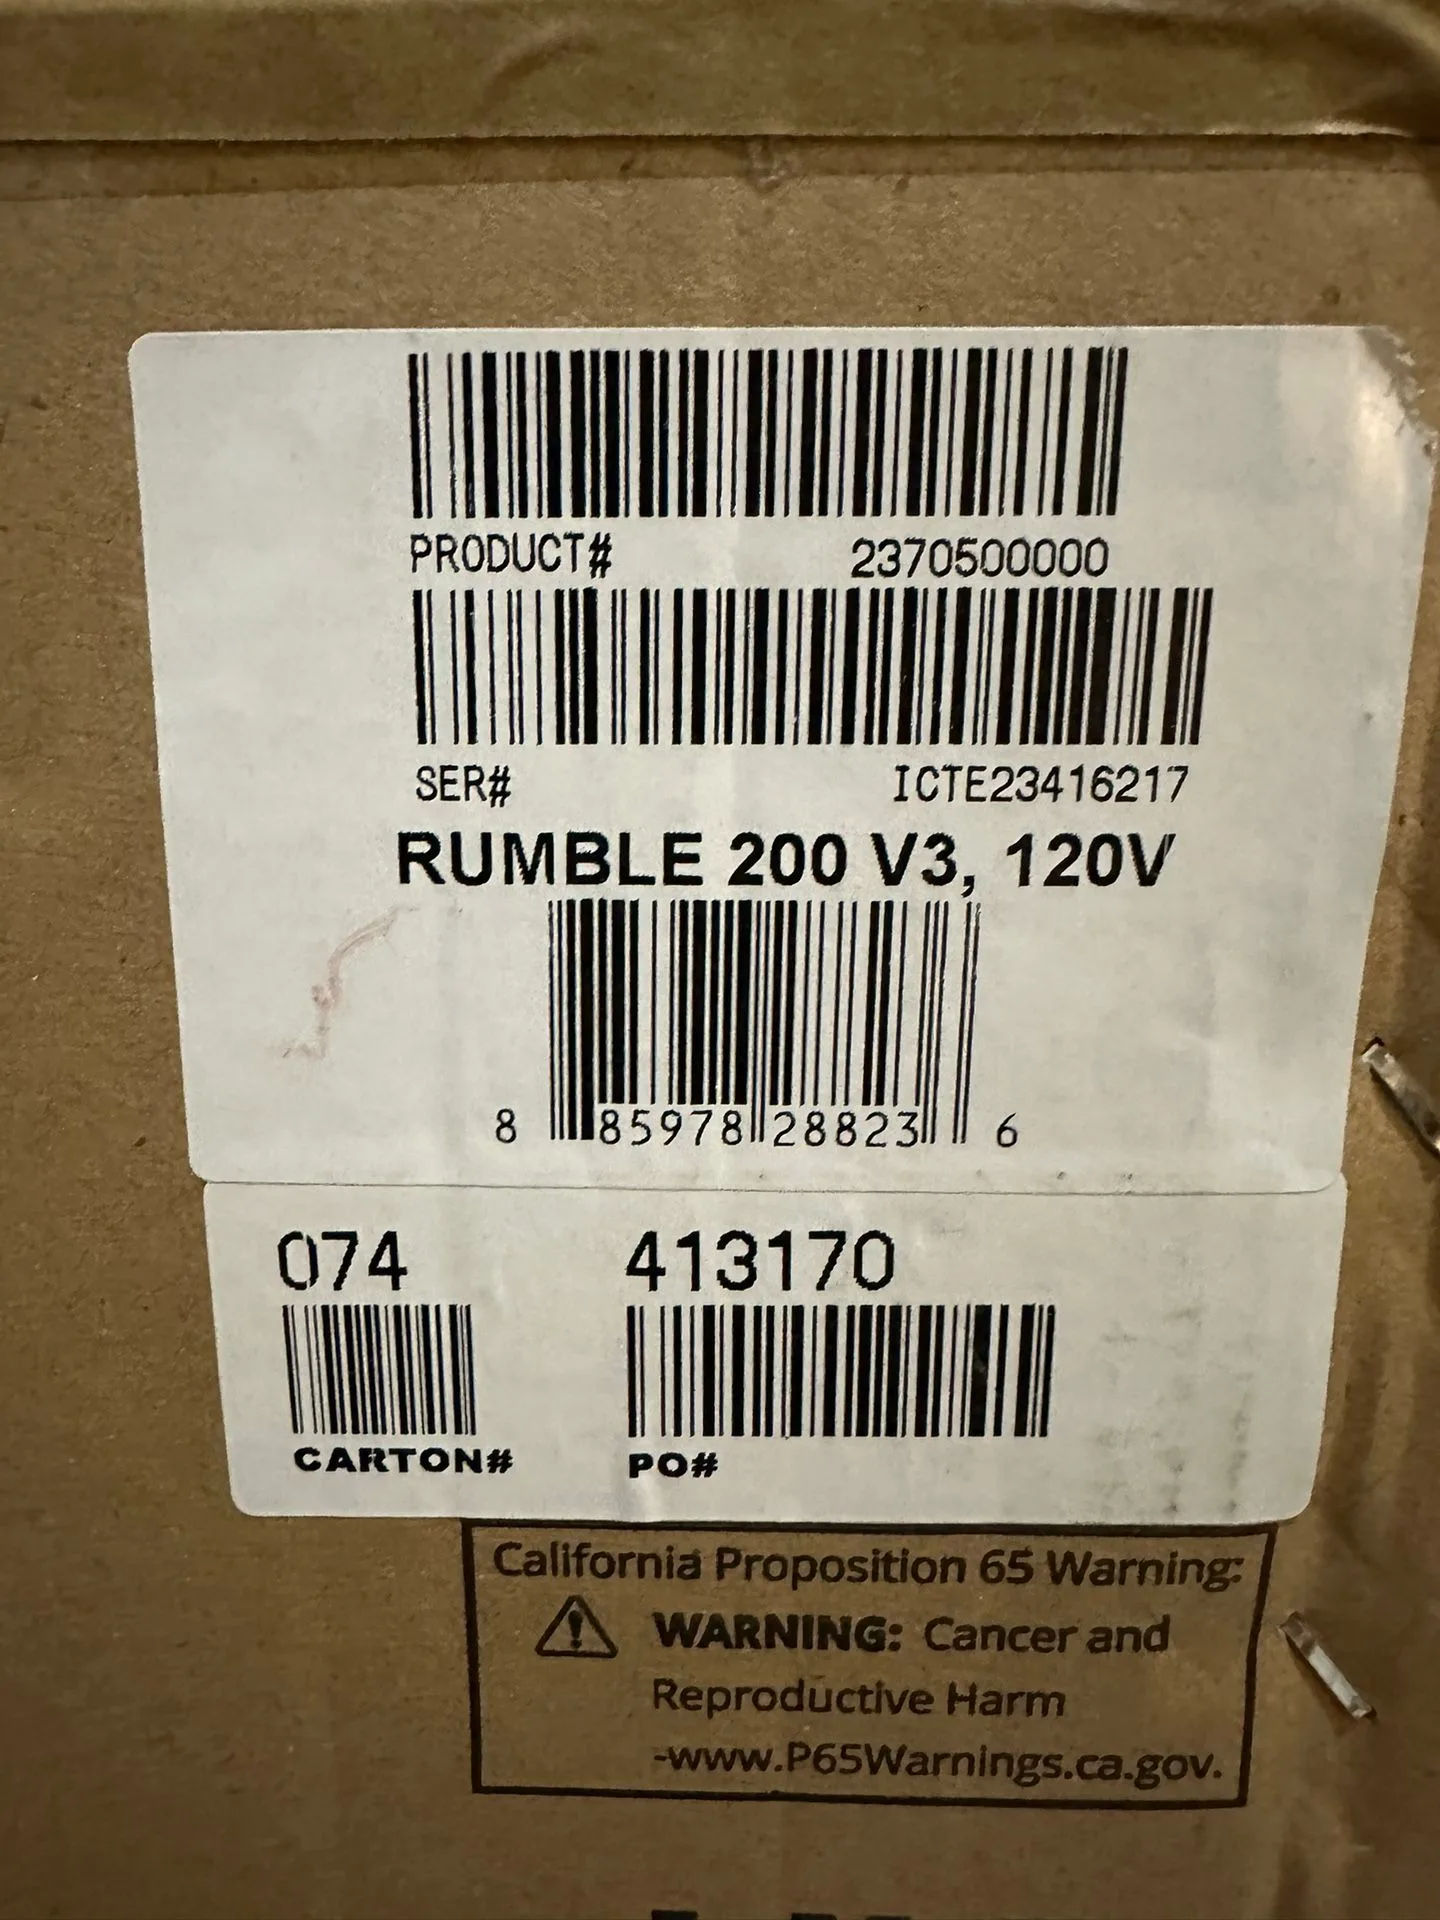 PRODUCT# 2370500000
SER# ICTE23416217
RUMBLE 200 V3, 120V
8 85978 28823 6
074 413170
CARTON# PO#
California Proposition 65 Warning:
WARNING: Cancer and
Reproductive Harm
-www.P65Warnings.ca.gov.